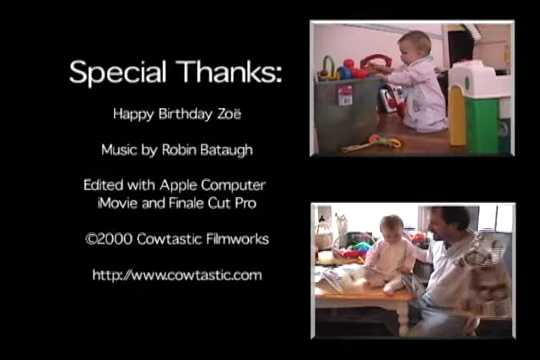 Special Thanks:
Happy Birthday Zoë
Music by Robin Bataugh
Edited with Apple Computer
iMovie and Finale Cut Pro
©2000 Cowtastic Filmworks
http://www.cowtastic.com